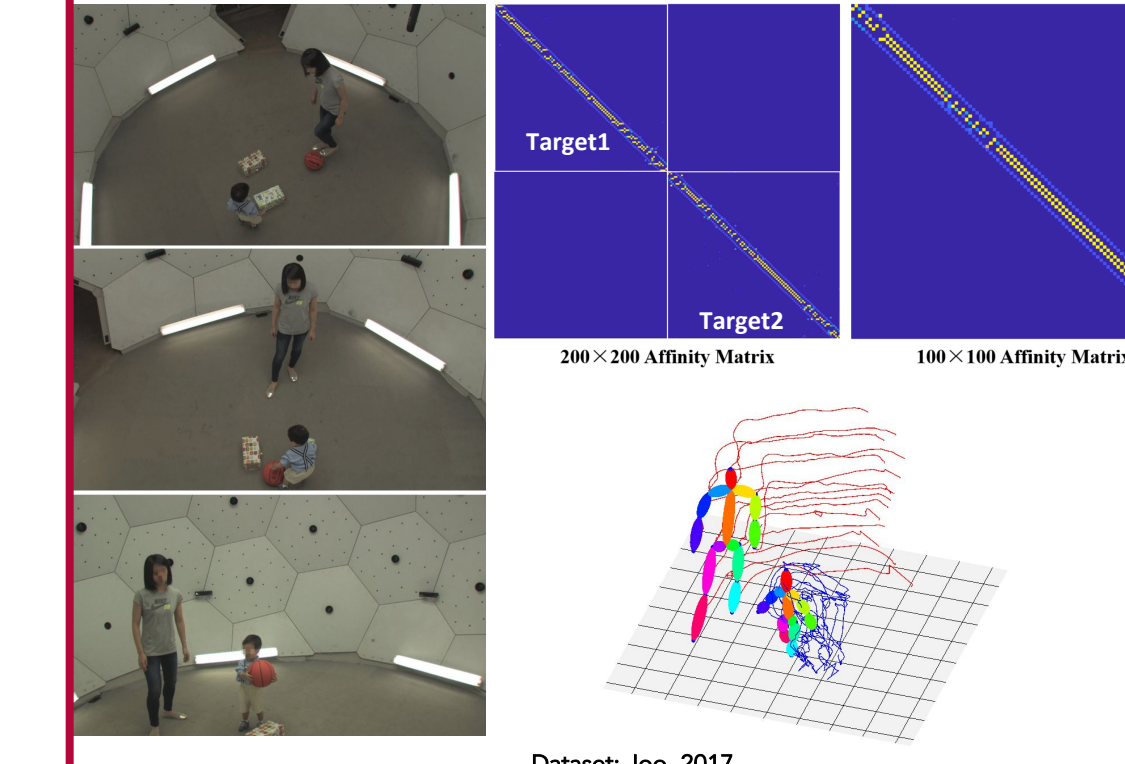 Target1
Target2
200×200 Affinity Matrix
100×100 Affinity Matrix
Dataset: Joo, 2017